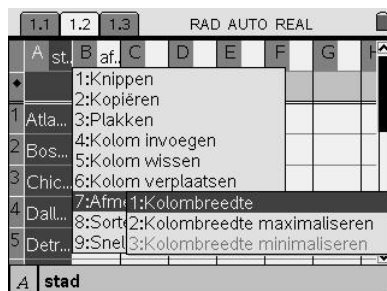 1.1 1.2 1.3 RAD AUTO REAL
A st... B af... C D E F G H
1:Knippen
2:Kopiëren
1 Atla... 3:Plakken
4:Kolom invoegen
2 Bos... 5:Kolom wissen
3 Chic... 6:Kolom verplaatsen
7:Afme 1:Kolombreedte
4 Dall... 8:Sorte 2:Kolombreedte maximaliseren
5 Detr... 9:Snel 3:Kolombreedte minimaliseren
A stad